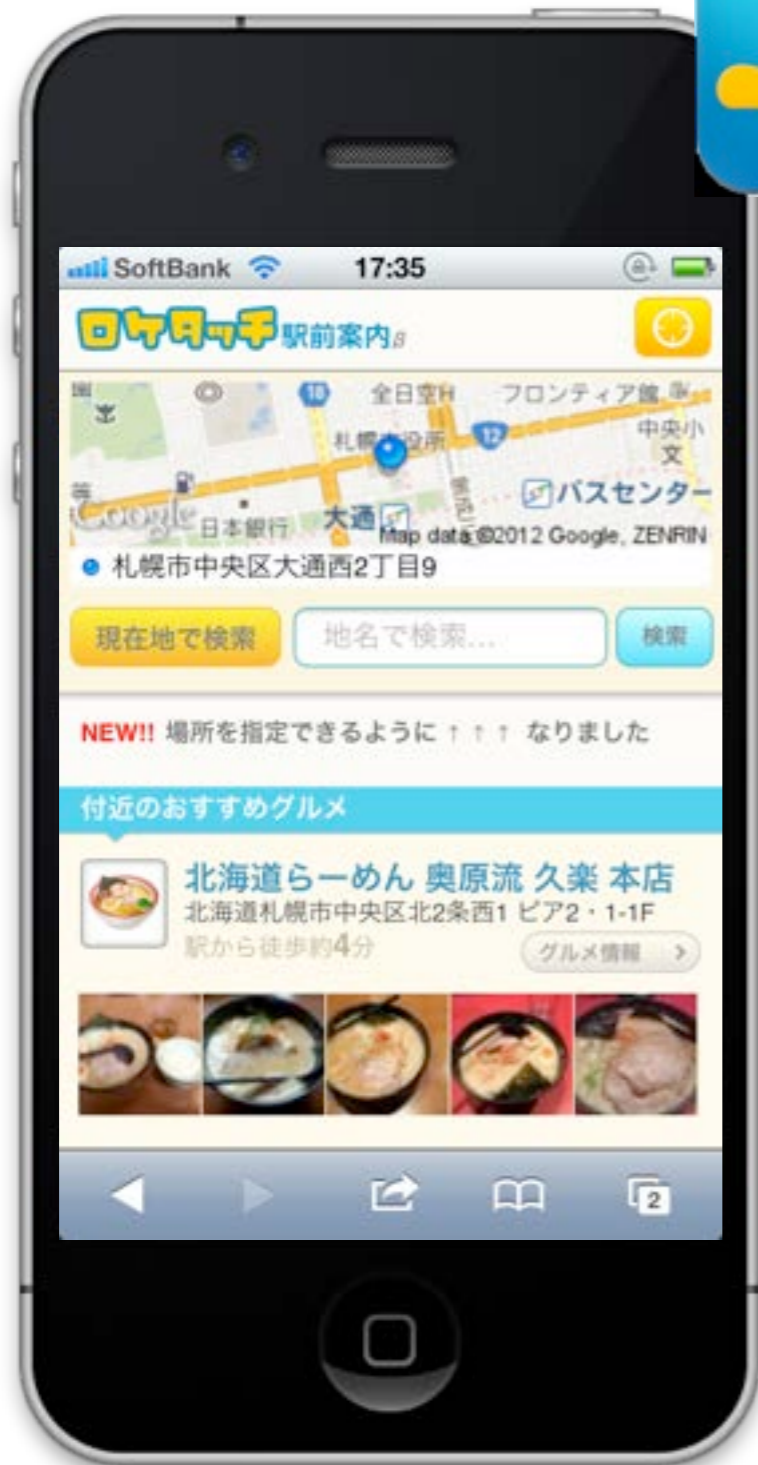 SoftBank 17:35
ロケタッチ 駅前案内β
18 全日空H フロンティア館
札幌市役所 12 中央小
文
バスセンター
Google 日本銀行 大通
Map data ©2012 Google, ZENRIN
札幌市中央区大通西2丁目9
現在地で検索 地名で検索... 検索
NEW!! 場所を指定できるように ↑ ↑ ↑ なりました
付近のおすすめグルメ
北海道らーめん 奥原流 久楽 本店
北海道札幌市中央区北2条西1 ピア2・1-1F
駅から徒歩約4分
グルメ情報
2